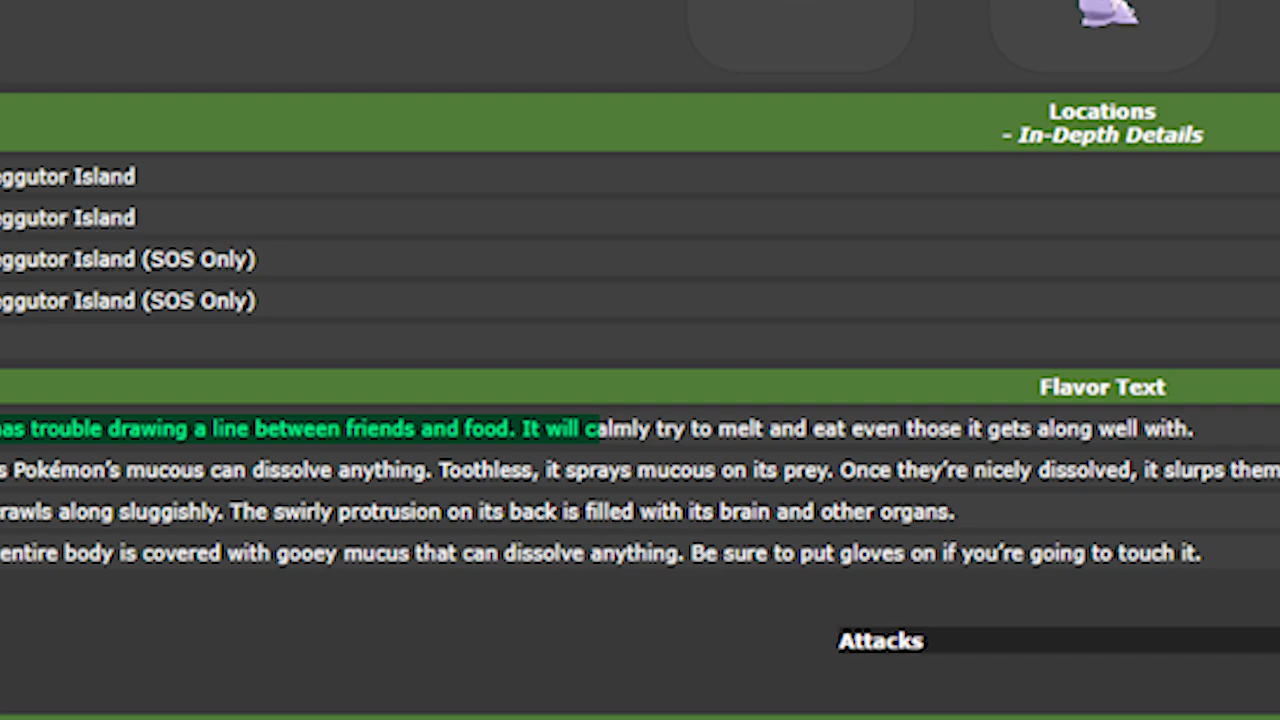 Locations
- In-Depth Details
eggutor Island
eggutor Island
eggutor Island (SOS Only)
eggutor Island (SOS Only)
Flavor Text
has trouble drawing a line between friends and food. It will calmly try to melt and eat even those it gets along well with.
s Pokémon’s mucous can dissolve anything. Toothless, it sprays mucous on its prey. Once they’re nicely dissolved, it slurps them
rawls along sluggishly. The swirly protrusion on its back is filled with its brain and other organs.
entire body is covered with gooey mucus that can dissolve anything. Be sure to put gloves on if you’re going to touch it.
Attacks